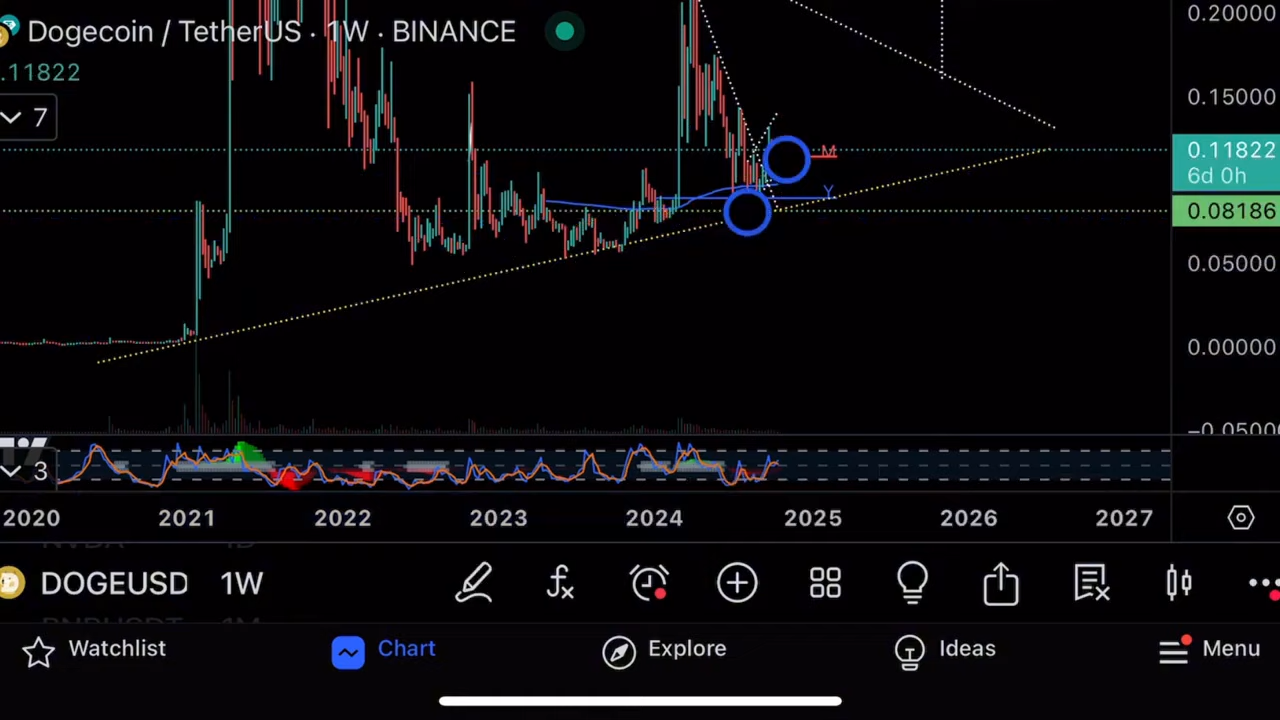 Dogecoin / TetherUS · 1W · BINANCE
.11822
7
0.20000
0.15000
0.11822
6d 0h
0.08186
0.05000
0.00000
−0.0500
M
Y
3
2020 2021 2022 2023 2024 2025 2026 2027
DOGEUSD 1W
Watchlist Chart Explore Ideas Menu